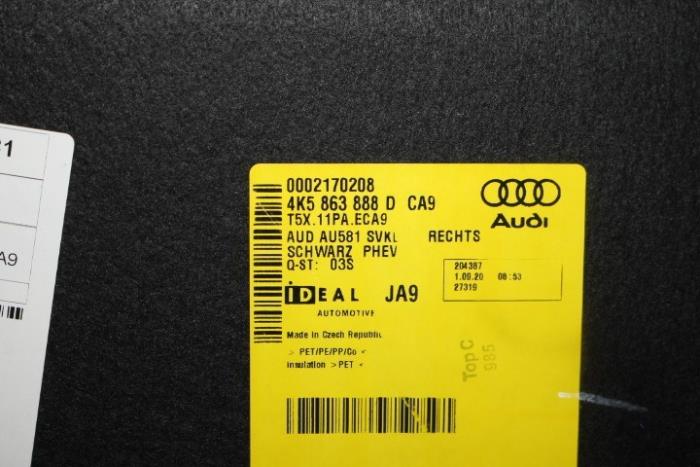 1
A9
0002170208
4K5 863 888 D CA9
T5X.11PA.ECA9
AUD AU581 SVKL RECHTS
SCHWARZ PHEV
Q-ST: 03S
Audi
204387
1.09.20 08:53
27319
IDEAL JA9
AUTOMOTIVE
Made in Czech Republic
> PET/PE/PP/Co <
insulation > PET <
TopC
985